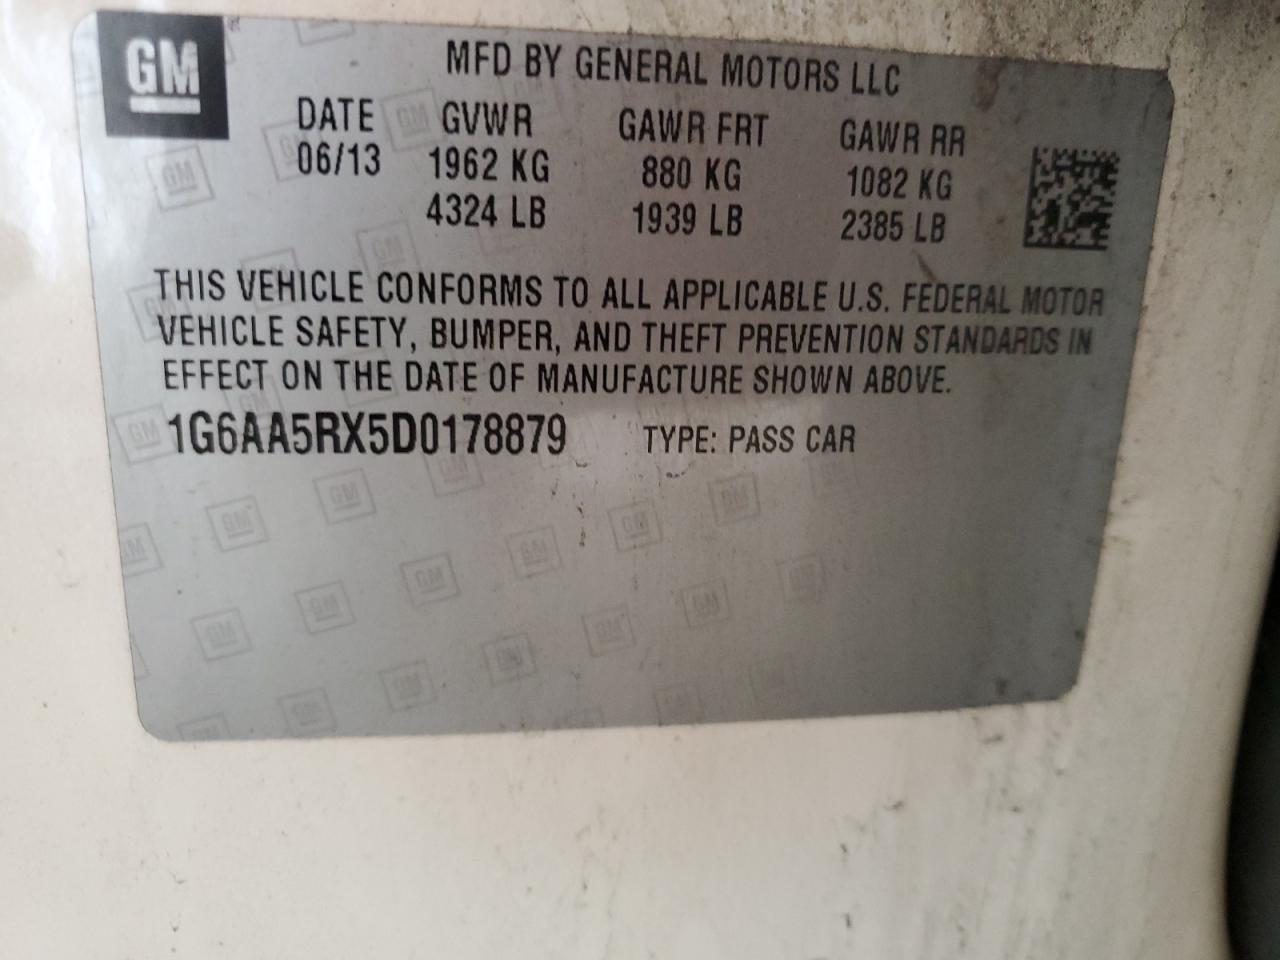 GM
MFD BY GENERAL MOTORS LLC
DATE GVWR GAWR FRT GAWR RR
06/13 1962 KG 880 KG 1082 KG
4324 LB 1939 LB 2385 LB
THIS VEHICLE CONFORMS TO ALL APPLICABLE U.S. FEDERAL MOTOR
VEHICLE SAFETY, BUMPER, AND THEFT PREVENTION STANDARDS IN
EFFECT ON THE DATE OF MANUFACTURE SHOWN ABOVE.
1G6AA5RX5D0178879 TYPE: PASS CAR